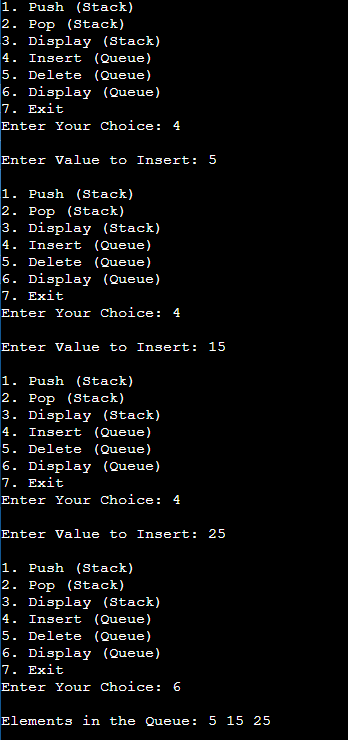 1. Push (Stack)
2. Pop (Stack)
3. Display (Stack)
4. Insert (Queue)
5. Delete (Queue)
6. Display (Queue)
7. Exit
Enter Your Choice: 4
Enter Value to Insert: 5
1. Push (Stack)
2. Pop (Stack)
3. Display (Stack)
4. Insert (Queue)
5. Delete (Queue)
6. Display (Queue)
7. Exit
Enter Your Choice: 4
Enter Value to Insert: 15
1. Push (Stack)
2. Pop (Stack)
3. Display (Stack)
4. Insert (Queue)
5. Delete (Queue)
6. Display (Queue)
7. Exit
Enter Your Choice: 4
Enter Value to Insert: 25
1. Push (Stack)
2. Pop (Stack)
3. Display (Stack)
4. Insert (Queue)
5. Delete (Queue)
6. Display (Queue)
7. Exit
Enter Your Choice: 6
Elements in the Queue: 5 15 25